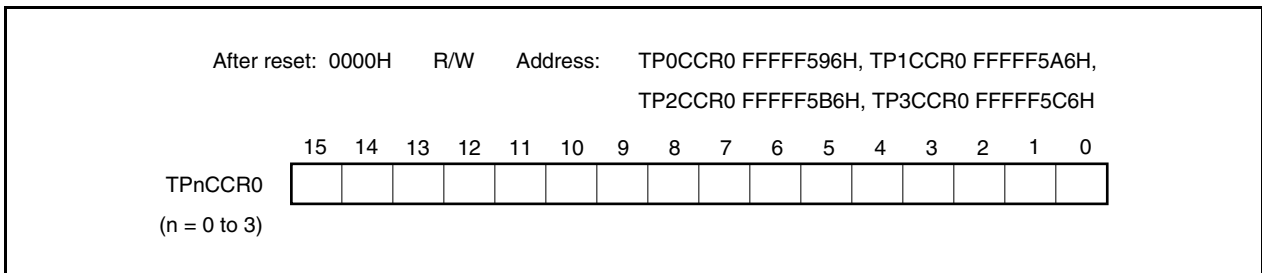 After reset: 0000H R/W Address: TP0CCR0 FFFFF596H, TP1CCR0 FFFFF5A6H,
TP2CCR0 FFFFF5B6H, TP3CCR0 FFFFF5C6H
15 14 13 12 11 10 9 8 7 6 5 4 3 2 1 0
TPnCCR0
(n = 0 to 3)